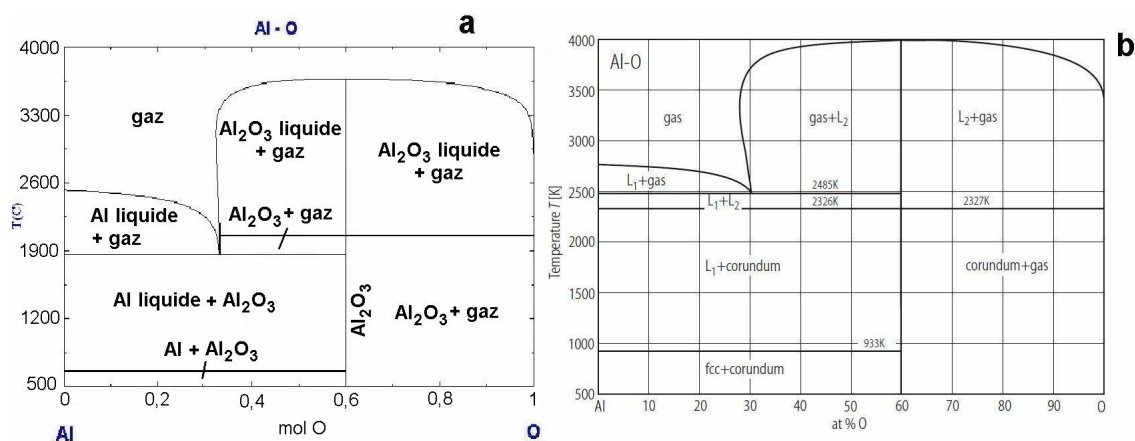 Al - O
a
4000
3300
2600
1900
1200
500
T(C)
gaz
Al₂O₃ liquide
+ gaz
Al₂O₃ liquide
+ gaz
Al liquide
+ gaz
Al₂O₃ + gaz
Al liquide + Al₂O₃
Al₂O₃
Al₂O₃ + gaz
Al + Al₂O₃
0
0,2
0,4
0,6
0,8
1
mol O
Al
O
b
Al-O
4000
3500
3000
2500
2000
1500
1000
500
Temperature T [K]
gas
gas+L₂
L₂+gas
L₁+gas
2485K
L₁+L₂
2326K
2327K
L₁+corundum
corundum+gas
933K
fcc+corundum
Al
10
20
30
40
50
60
70
80
90
O
at % O